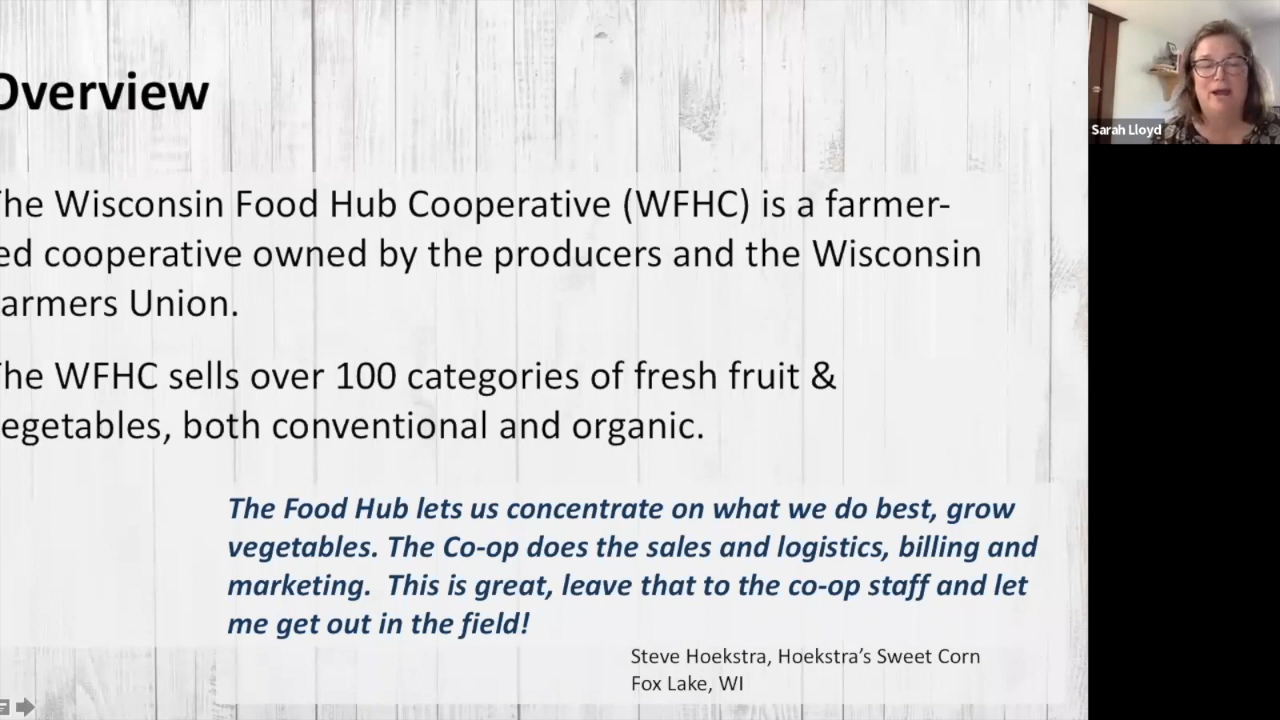 Overview
Sarah Lloyd
The Wisconsin Food Hub Cooperative (WFHC) is a farmer-
ed cooperative owned by the producers and the Wisconsin
armers Union.
The WFHC sells over 100 categories of fresh fruit &
egetables, both conventional and organic.
The Food Hub lets us concentrate on what we do best, grow
vegetables. The Co-op does the sales and logistics, billing and
marketing. This is great, leave that to the co-op staff and let
me get out in the field!
Steve Hoekstra, Hoekstra’s Sweet Corn
Fox Lake, WI